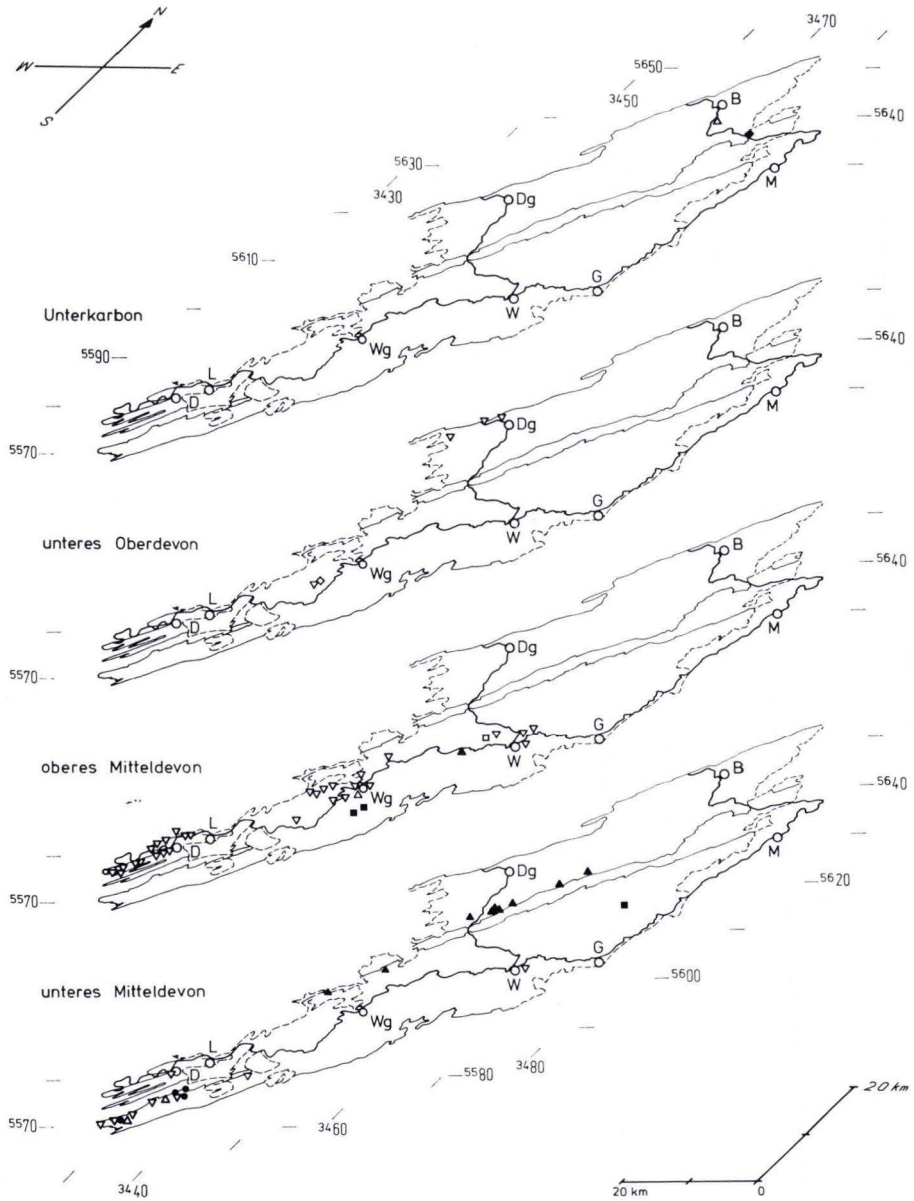 N
W
E
S
3470
5650
3450
5640
B
5630
3430
M
Dg
5610
G
W
Unterkarbon
Wg
5590
L
D
B
5640
5570
M
Dg
G
W
unteres Oberdevon
Wg
L
D
B
5640
5570
M
Dg
G
W
oberes Mitteldevon
Wg
L
D
B
5640
M
Dg
5620
5570
G
W
5600
unteres Mitteldevon
Wg
L
3480
5580
D
20 km
5570
3460
3440
20 km
0